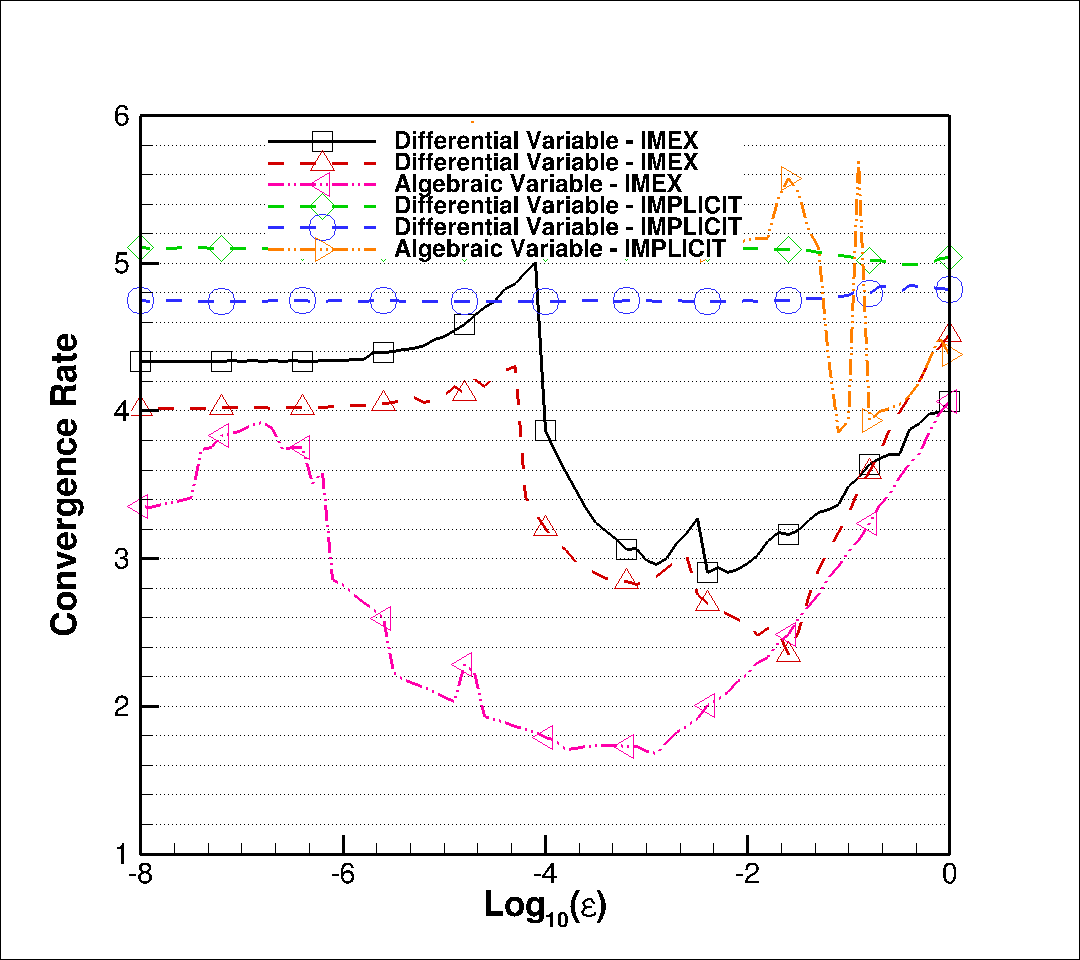 6
Differential Variable - IMEX
Differential Variable - IMEX
Algebraic Variable - IMEX
Differential Variable - IMPLICIT
Differential Variable - IMPLICIT
Algebraic Variable - IMPLICIT
5
4
3
2
1
Convergence Rate
-8 -6 -4 -2 0
Log10(ε)